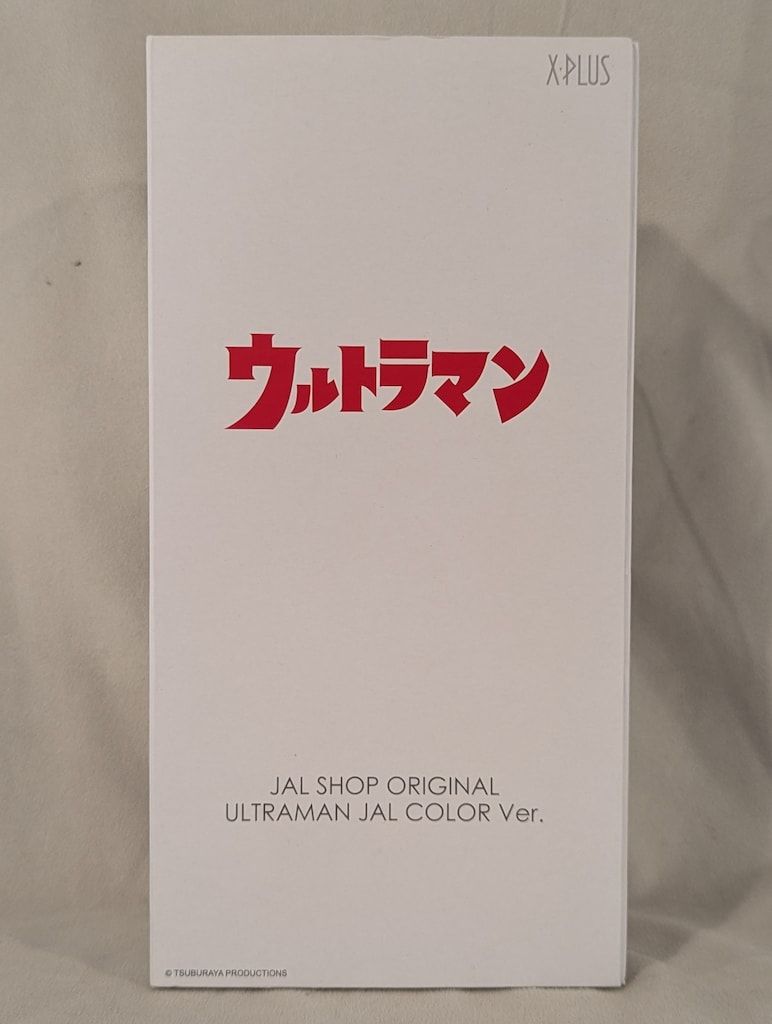 X-PLUS
ウルトラマン
JAL SHOP ORIGINAL
ULTRAMAN JAL COLOR Ver.
© TSUBURAYA PRODUCTIONS